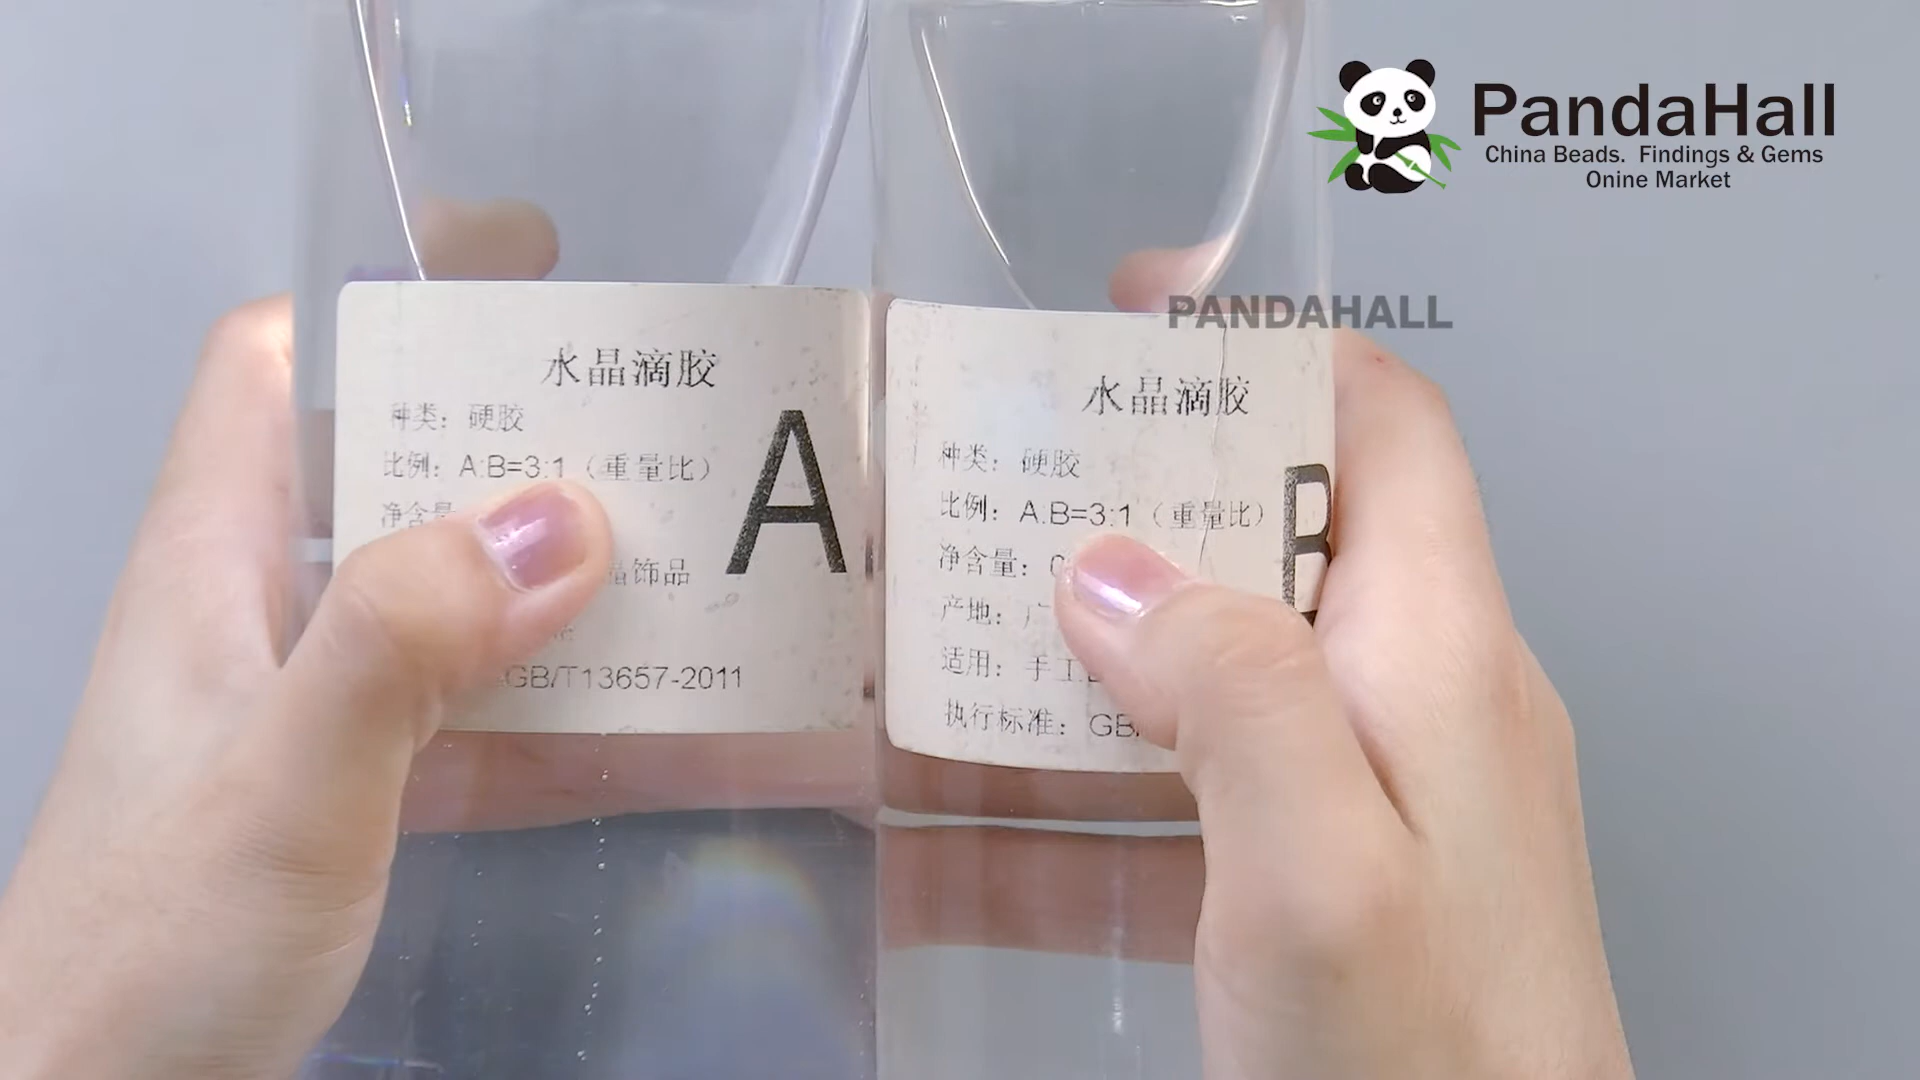 PandaHall
China Beads. Findings & Gems
Onine Market
PANDAHALL
水晶滴胶
种类：硬胶
比例：A:B=3:1（重量比）
净含量
晶饰品
GB/T13657-2011
A
水晶滴胶
种类：硬胶
比例：A.B=3:1（重量比）
净含量：
产地：广
适用：手工
执行标准：GB
B